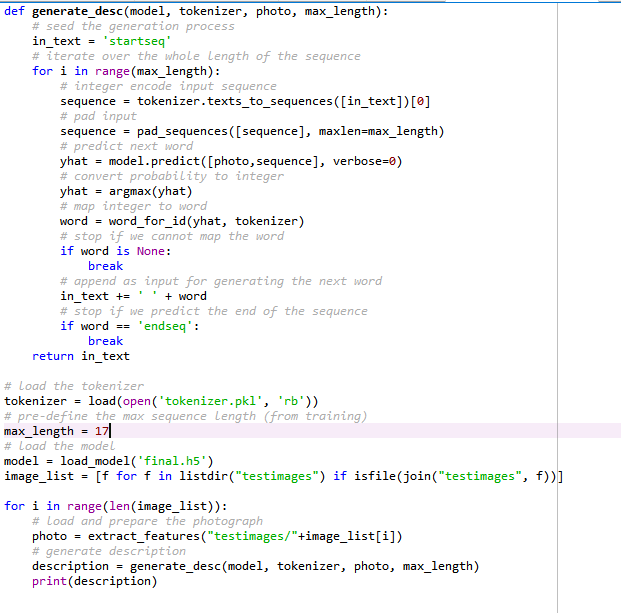 def generate_desc(model, tokenizer, photo, max_length):
    # seed the generation process
    in_text = 'startseq'
    # iterate over the whole length of the sequence
    for i in range(max_length):
        # integer encode input sequence
        sequence = tokenizer.texts_to_sequences([in_text])[0]
        # pad input
        sequence = pad_sequences([sequence], maxlen=max_length)
        # predict next word
        yhat = model.predict([photo,sequence], verbose=0)
        # convert probability to integer
        yhat = argmax(yhat)
        # map integer to word
        word = word_for_id(yhat, tokenizer)
        # stop if we cannot map the word
        if word is None:
            break
        # append as input for generating the next word
        in_text += ' ' + word
        # stop if we predict the end of the sequence
        if word == 'endseq':
            break
    return in_text

# load the tokenizer
tokenizer = load(open('tokenizer.pkl', 'rb'))
# pre-define the max sequence length (from training)
max_length = 17
# load the model
model = load_model('final.h5')
image_list = [f for f in listdir("testimages") if isfile(join("testimages", f))]

for i in range(len(image_list)):
    # load and prepare the photograph
    photo = extract_features("testimages/"+image_list[i])
    # generate description
    description = generate_desc(model, tokenizer, photo, max_length)
    print(description)